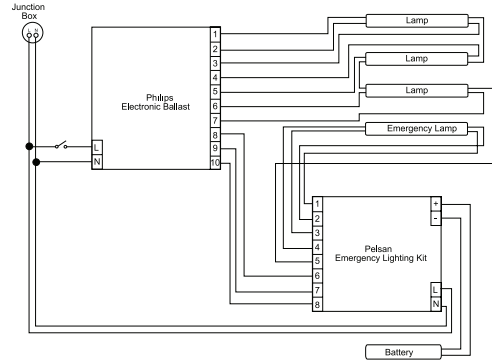 Junction
Box
L N
Philips
Electronic Ballast
1
2
3
4
5
6
7
8
9
10
L
N
Lamp
Lamp
Lamp
Emergency Lamp
1
2
3
4
5
6
7
8
Pelsan
Emergency Lighting Kit
+
-
L
N
Battery